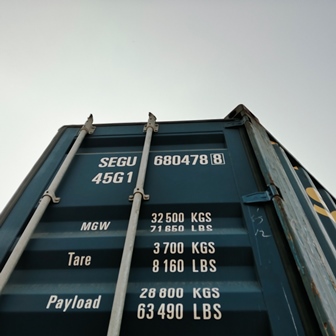 SEGU 680478 8
45G1
MGW 32 500 KGS
71 650 LBS
Tare 3 700 KGS
8 160 LBS
Payload 28 800 KGS
63 490 LBS